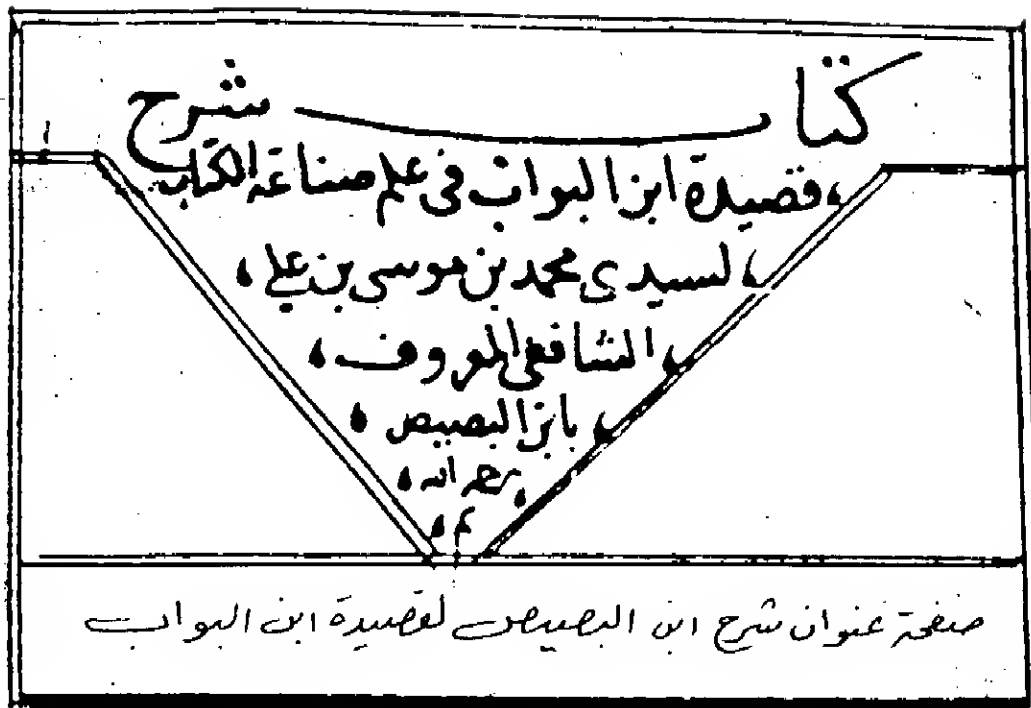 كتاب شرح
، قصيدة ابن البواب في علم صناعة الكتاب
، لسيدي محمد بن موسى بن علي ،
، الشافعي المعروف ،
، بابن البصيص ،
، رحمه الله ،
م ،
صفحة عنوان شرح ابن البصيص لقصيدة ابن البواب